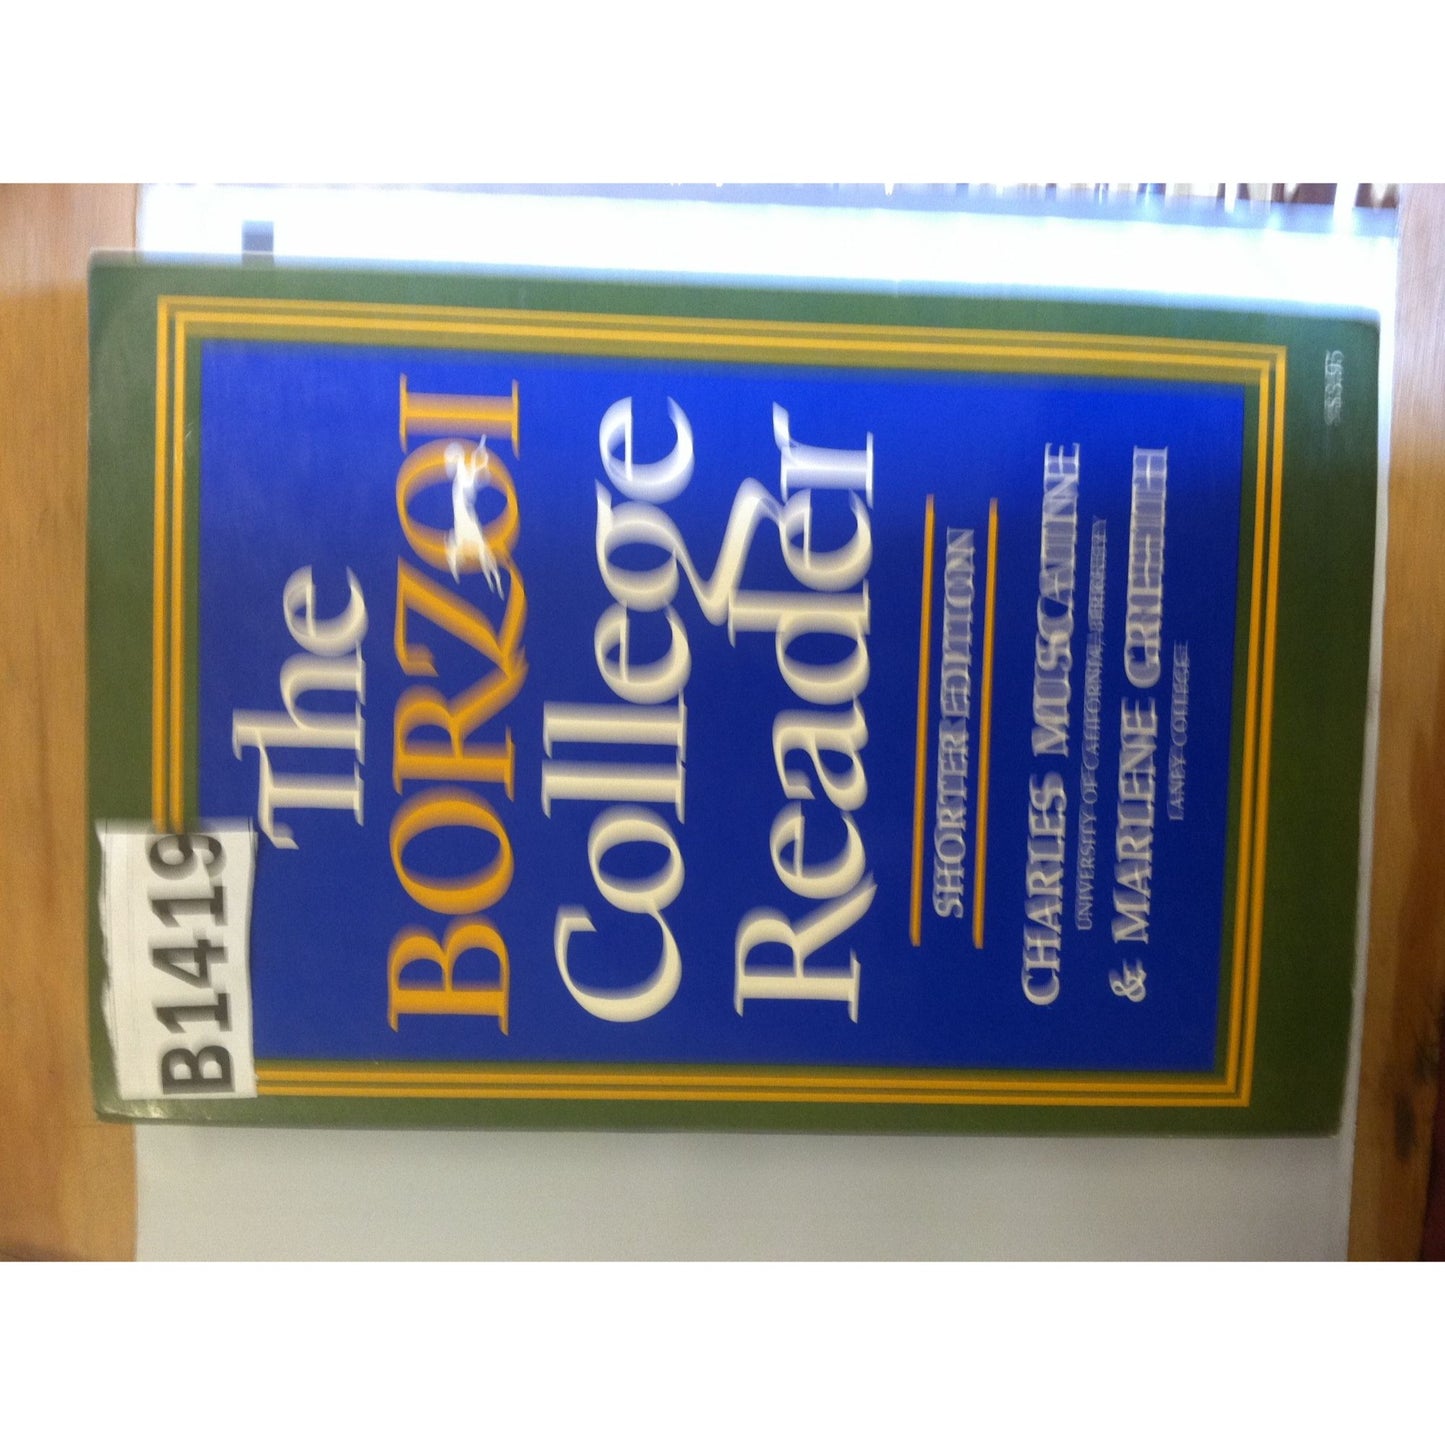 B1419
The
BORZOI
College
Reader
SHORTER EDITION
CHARLES MUSCATINE
UNIVERSITY OF CALIFORNIA, BERKELEY
& MARLENE GRIFFITH
LANEY COLLEGE